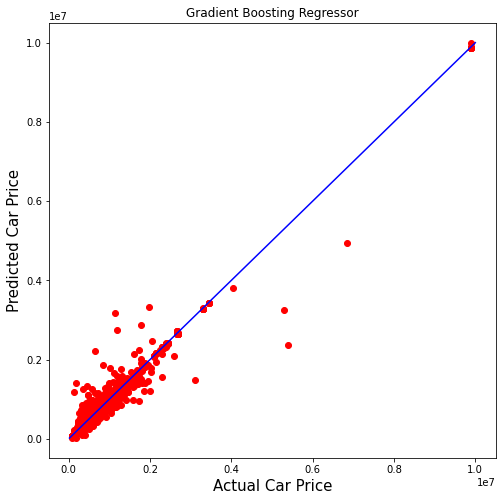 Gradient Boosting Regressor
1e7
1.0
0.8
0.6
0.4
0.2
0.0
Predicted Car Price
0.0 0.2 0.4 0.6 0.8 1.0
1e7
Actual Car Price